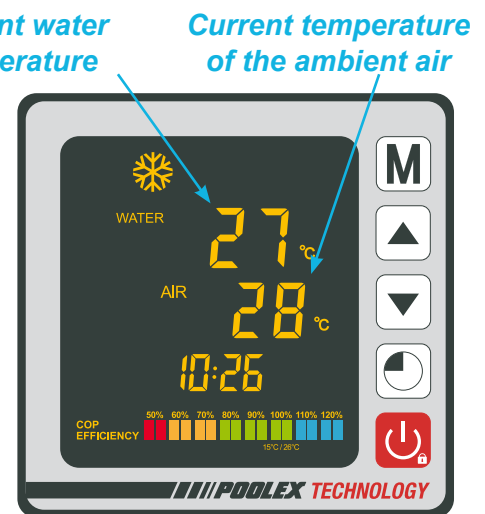 nt water
erature
Current temperature
of the ambient air
M
WATER 27 °C
AIR 28 °C
10:26
50% 60% 70% 80% 90% 100% 110% 120%
COP
EFFICIENCY
15°C / 26°C
POOLEX TECHNOLOGY